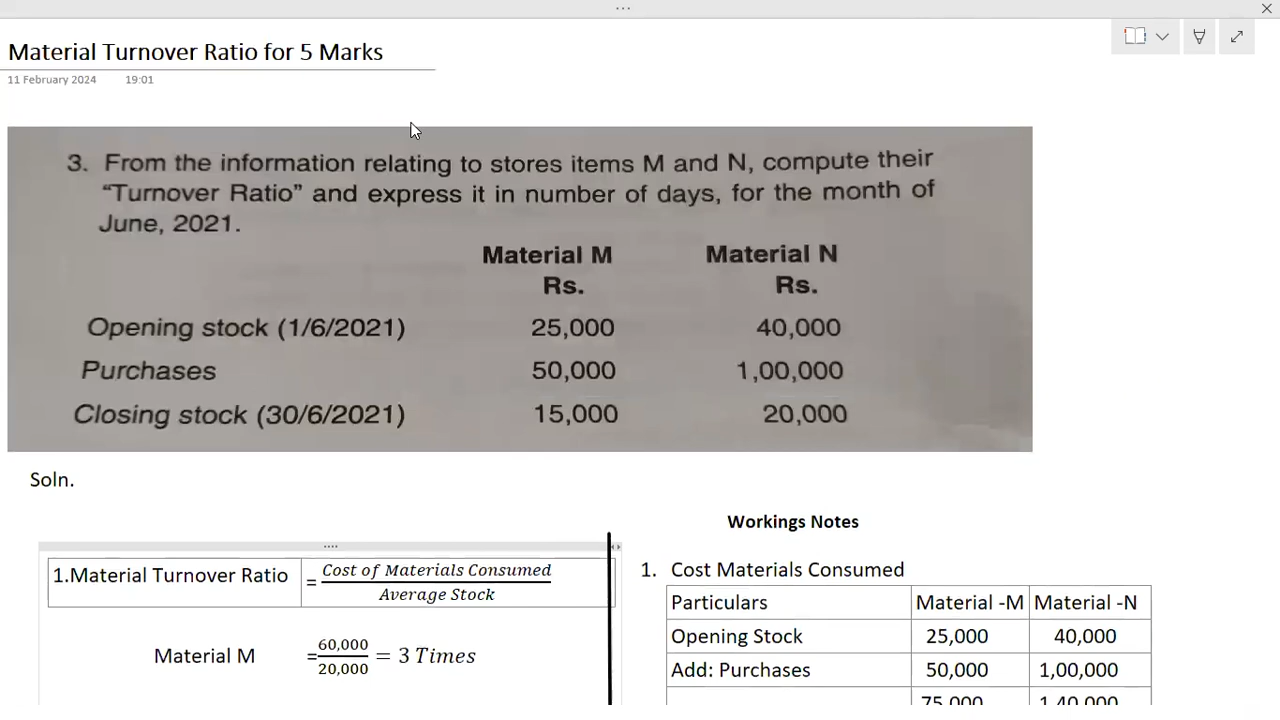 Material Turnover Ratio for 5 Marks
11 February 2024 19:01
3. From the information relating to stores items M and N, compute their
"Turnover Ratio" and express it in number of days, for the month of
June, 2021.
Material M Material N
Rs. Rs.
Opening stock (1/6/2021) 25,000 40,000
Purchases 50,000 1,00,000
Closing stock (30/6/2021) 15,000 20,000
Soln.
Workings Notes
1.Material Turnover Ratio = Cost of Materials Consumed / Average Stock
Material M = 60,000 / 20,000 = 3 Times
1. Cost Materials Consumed
Particulars Material -M Material -N
Opening Stock 25,000 40,000
Add: Purchases 50,000 1,00,000
75,000 1,40,000